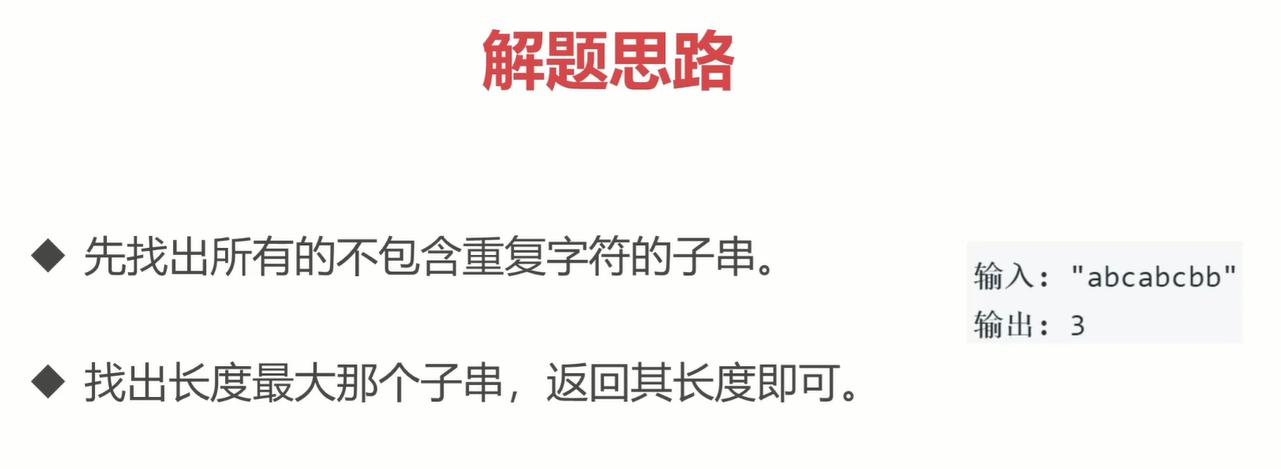 解题思路
◆ 先找出所有的不包含重复字符的子串。
输入: "abcabcbb"
输出: 3
◆ 找出长度最大那个子串，返回其长度即可。